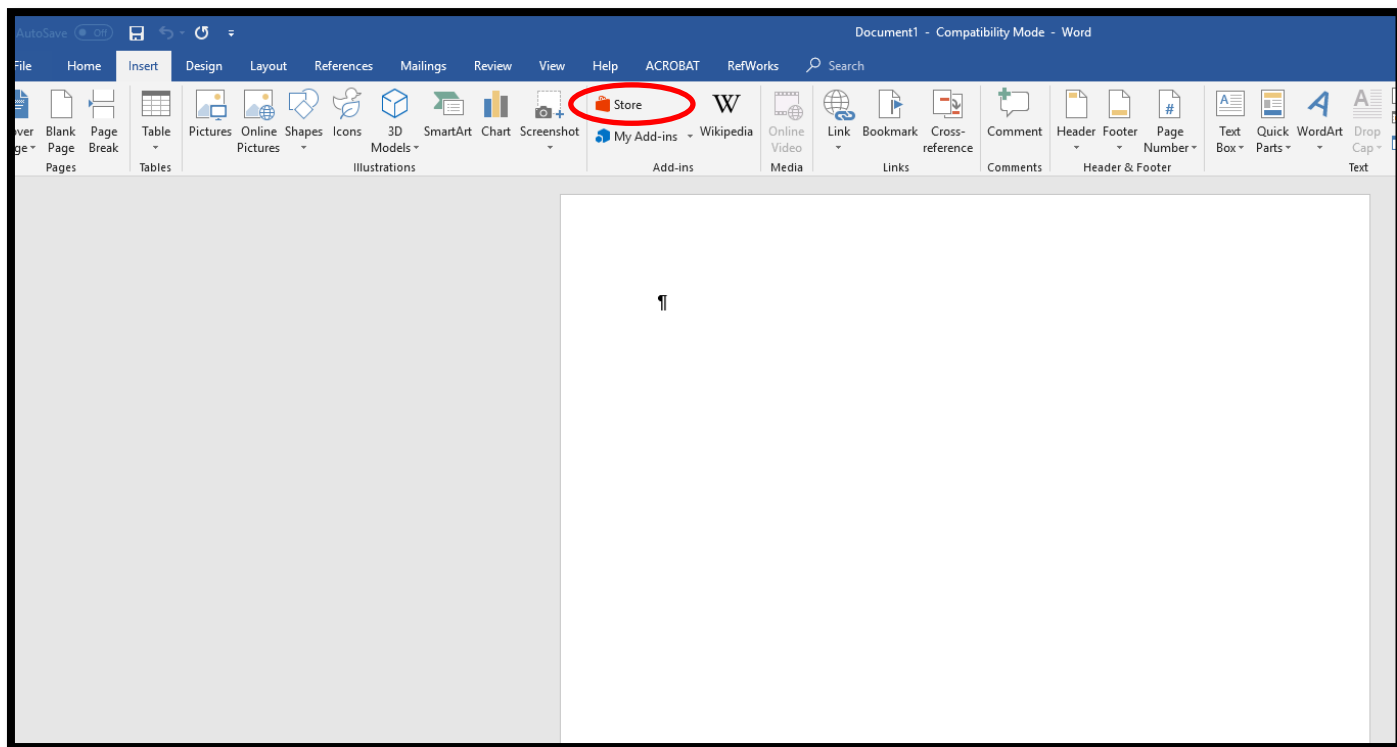 AutoSave Off Document1 - Compatibility Mode - Word
File Home Insert Design Layout References Mailings Review View Help ACROBAT RefWorks Search
Store W
ver Blank Page Table Pictures Online Shapes Icons 3D SmartArt Chart Screenshot My Add-ins Wikipedia Online Link Bookmark Cross- Comment Header Footer Page Text Quick WordArt Drop
ge Page Break Pictures Models Video reference Number Box Parts Cap
Pages Tables Illustrations Add-ins Media Links Comments Header & Footer Text
¶